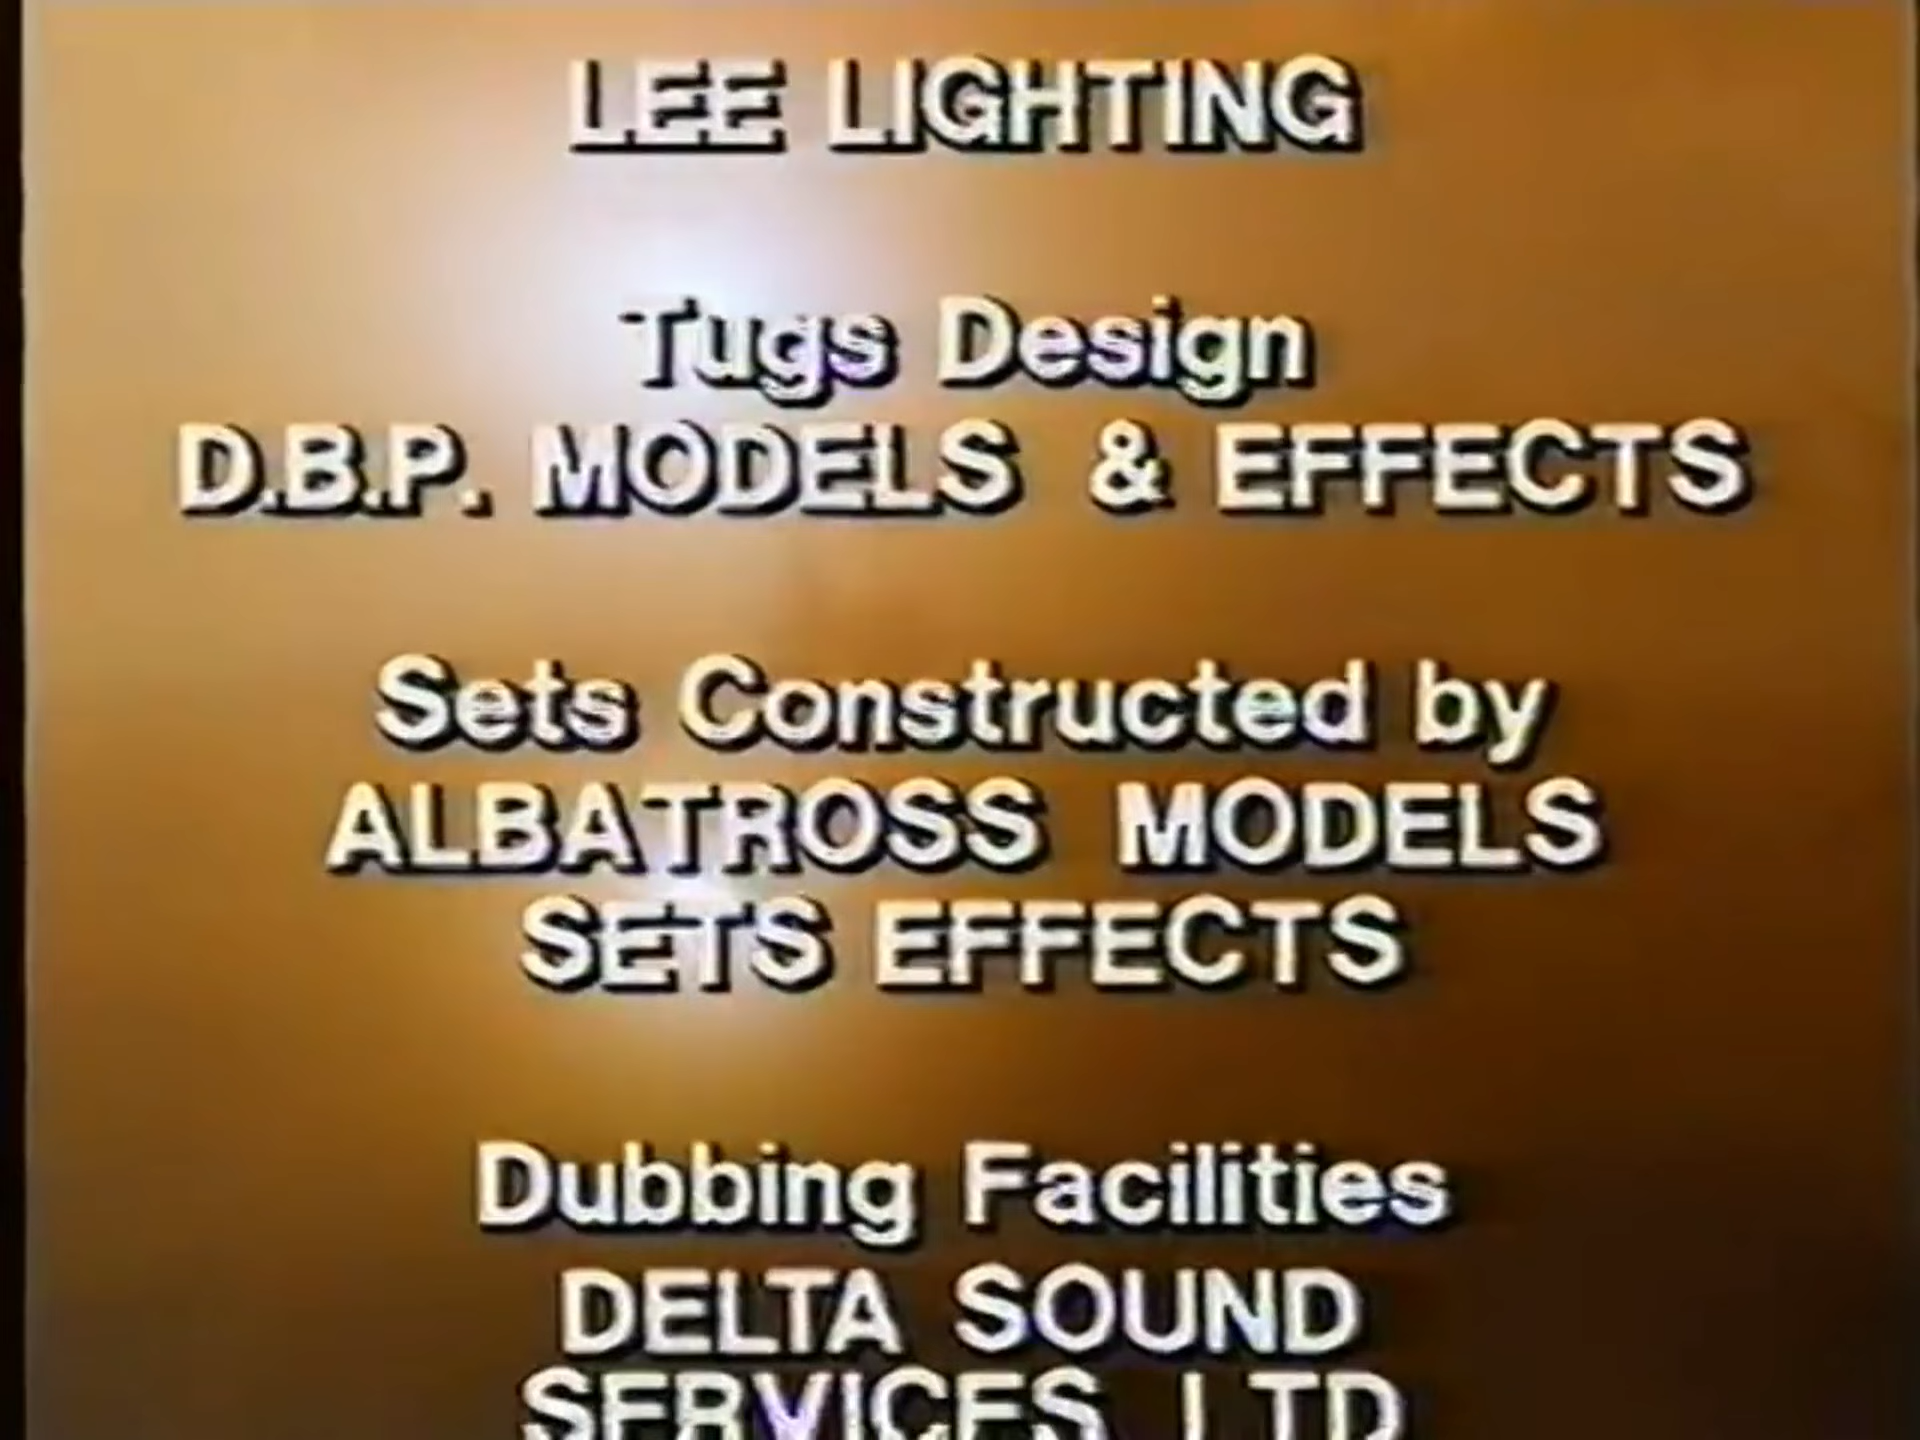 LEE LIGHTING
Tugs Design
D.B.P. MODELS & EFFECTS
Sets Constructed by
ALBATROSS MODELS
SETS EFFECTS
Dubbing Facilities
DELTA SOUND
SERVICES LTD